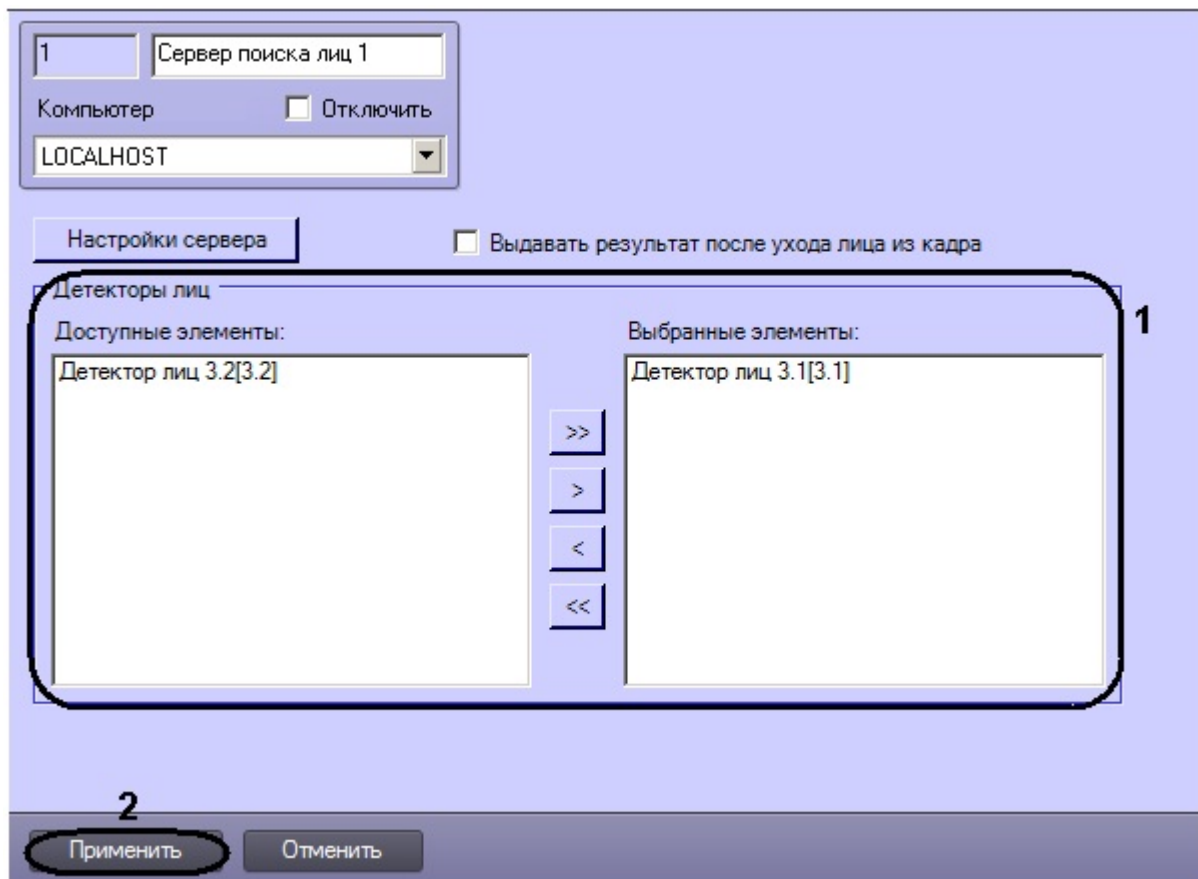 1 Сервер поиска лиц 1
Компьютер Отключить
LOCALHOST
Настройки сервера Выдавать результат после ухода лица из кадра
Детекторы лиц
1
Доступные элементы: Выбранные элементы:
Детектор лиц 3.2[3.2] Детектор лиц 3.1[3.1]
>>
>
<
<<
2
Применить Отменить